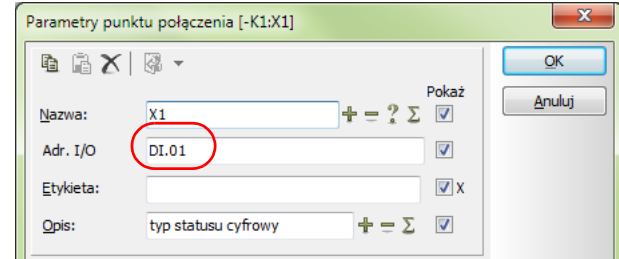 Parametry punktu połączenia [-K1:X1]
OK
Pokaż
Anuluj
Nazwa: X1
Adr. I/O DI.01
Etykieta: X
Opis: typ statusu cyfrowy